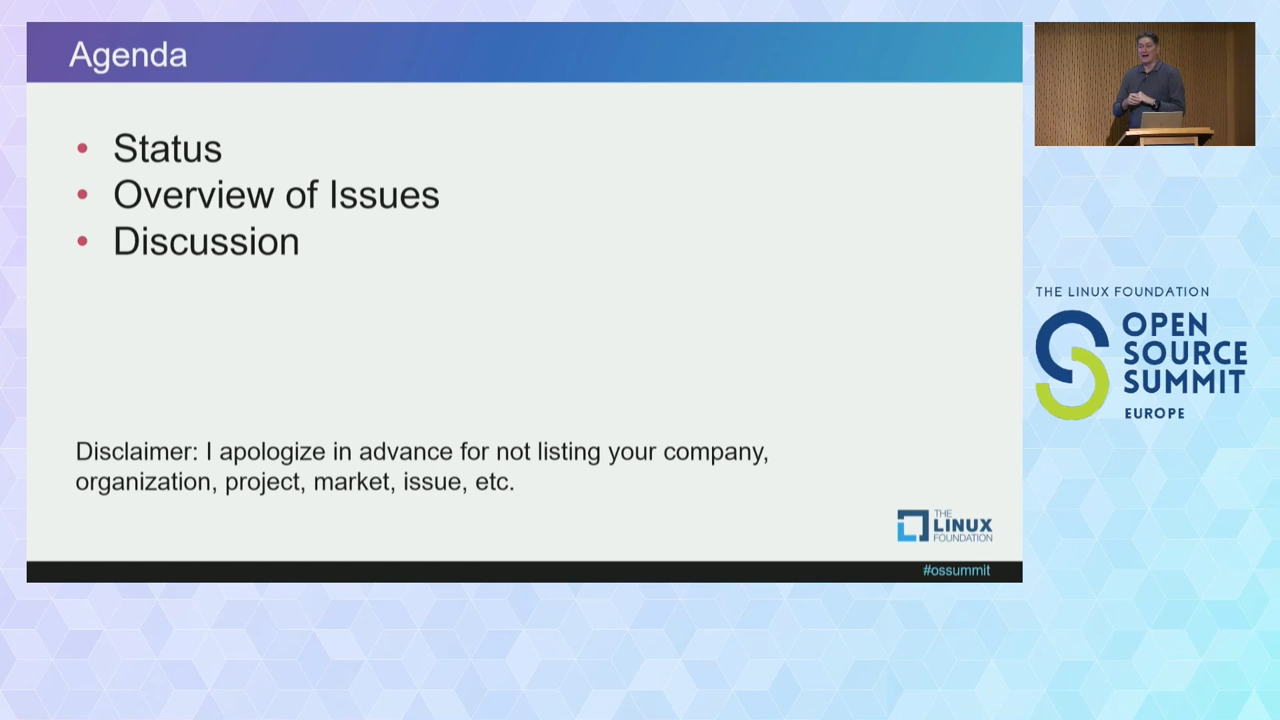 Agenda
• Status
• Overview of Issues
• Discussion
Disclaimer: I apologize in advance for not listing your company,
organization, project, market, issue, etc.
THE
LINUX
FOUNDATION
#ossummit
THE LINUX FOUNDATION
OPEN
SOURCE
SUMMIT
EUROPE